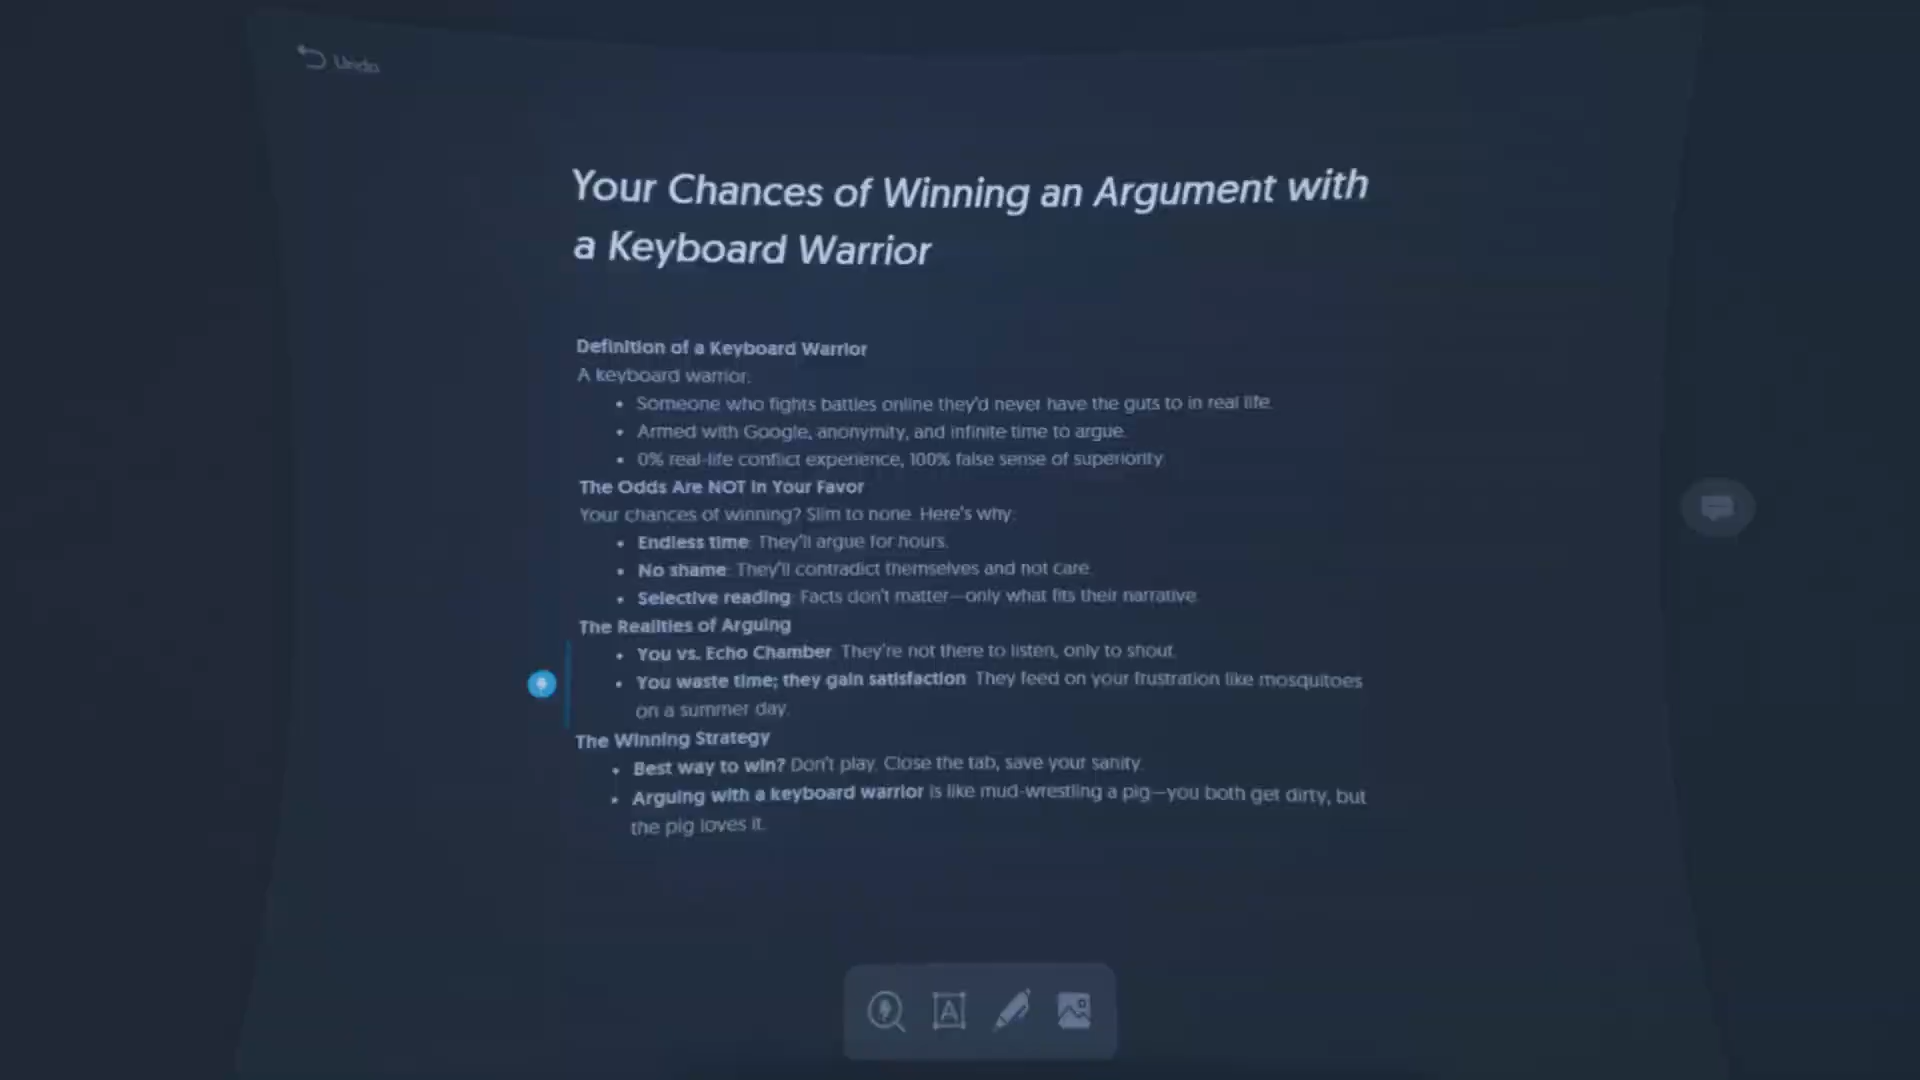 Undo
Your Chances of Winning an Argument with
a Keyboard Warrior
Definition of a Keyboard Warrior
A keyboard warrior:
• Someone who fights battles online they'd never have the guts to in real life.
• Armed with Google, anonymity, and infinite time to argue.
• 0% real-life conflict experience, 100% false sense of superiority.
The Odds Are NOT In Your Favor
Your chances of winning? Slim to none. Here's why:
• Endless time: They'll argue for hours.
• No shame: They'll contradict themselves and not care.
• Selective reading: Facts don't matter—only what fits their narrative.
The Realities of Arguing
• You vs. Echo Chamber: They're not there to listen, only to shout.
• You waste time; they gain satisfaction: They feed on your frustration like mosquitoes
on a summer day.
The Winning Strategy
• Best way to win? Don't play. Close the tab, save your sanity.
• Arguing with a keyboard warrior is like mud-wrestling a pig—you both get dirty, but
the pig loves it.
A